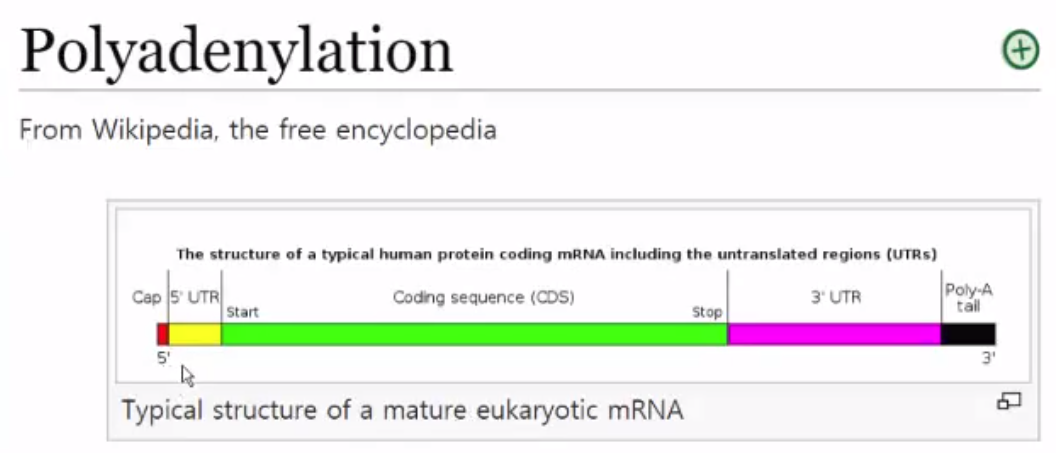 Polyadenylation
From Wikipedia, the free encyclopedia
The structure of a typical human protein coding mRNA including the untranslated regions (UTRs)
Cap 5' UTR Start Coding sequence (CDS) Stop 3' UTR Poly-A tail
5' 3'
Typical structure of a mature eukaryotic mRNA